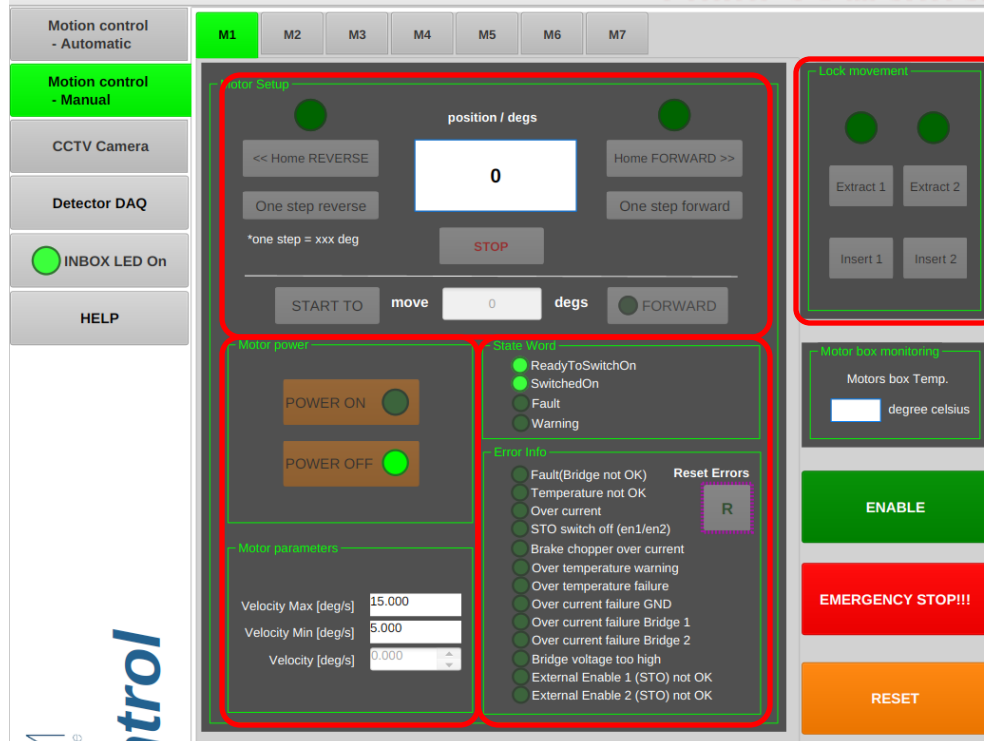 Motion control
- Automatic
Motion control
- Manual
CCTV Camera
Detector DAQ
INBOX LED On
HELP
M1 M2 M3 M4 M5 M6 M7
Motor Setup
position / degs
<< Home REVERSE
0
Home FORWARD >>
One step reverse
One step forward
*one step = xxx deg
STOP
START TO move 0 degs FORWARD
Motor power
POWER ON
POWER OFF
Motor parameters
Velocity Max [deg/s] 15.000
Velocity Min [deg/s] 5.000
Velocity [deg/s] 0.000
State Word
ReadyToSwitchOn
SwitchedOn
Fault
Warning
Error Info
Reset Errors
R
Fault(Bridge not OK)
Temperature not OK
Over current
STO switch off (en1/en2)
Brake chopper over current
Over temperature warning
Over temperature failure
Over current failure GND
Over current failure Bridge 1
Over current failure Bridge 2
Bridge voltage too high
External Enable 1 (STO) not OK
External Enable 2 (STO) not OK
Lock movement
Extract 1 Extract 2
Insert 1 Insert 2
Motor box monitoring
Motors box Temp.
degree celsius
ENABLE
EMERGENCY STOP!!!
RESET